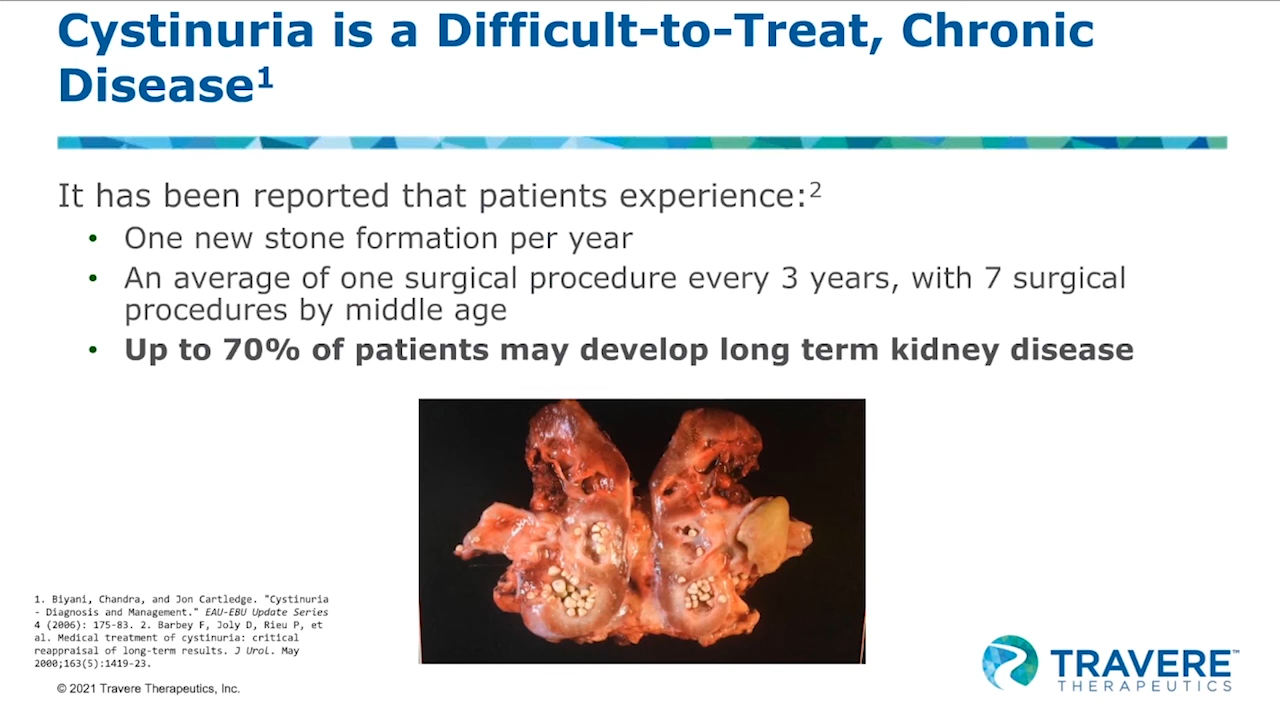 Cystinuria is a Difficult-to-Treat, Chronic
Disease¹
It has been reported that patients experience:²
• One new stone formation per year
• An average of one surgical procedure every 3 years, with 7 surgical
procedures by middle age
• Up to 70% of patients may develop long term kidney disease
1. Biyani, Chandra, and Jon Cartledge. "Cystinuria
- Diagnosis and Management." EAU-EBU Update Series
4 (2006): 175-83. 2. Barbey F, Joly D, Rieu P, et
al. Medical treatment of cystinuria: critical
reappraisal of long-term results. J Urol. May
2000;163(5):1419-23.
© 2021 Travere Therapeutics, Inc.
TRAVERE™
THERAPEUTICS